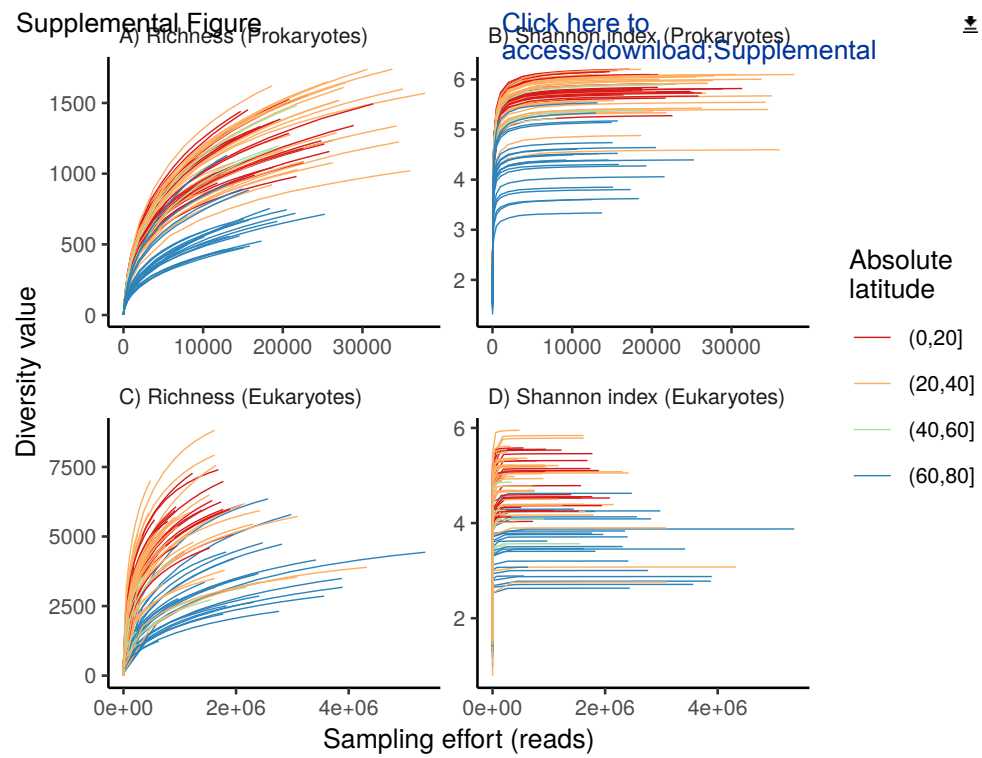 Supplemental Figure
Click here to
access/download;Supplemental
A) Richness (Prokaryotes)
B) Shannon index (Prokaryotes)
1500
1000
500
0
6
5
4
3
2
0 10000 20000 30000
0 10000 20000 30000
Diversity value
C) Richness (Eukaryotes)
D) Shannon index (Eukaryotes)
7500
5000
2500
0
6
4
2
0e+00 2e+06 4e+06
0e+00 2e+06 4e+06
Sampling effort (reads)
Absolute
latitude
(0,20]
(20,40]
(40,60]
(60,80]